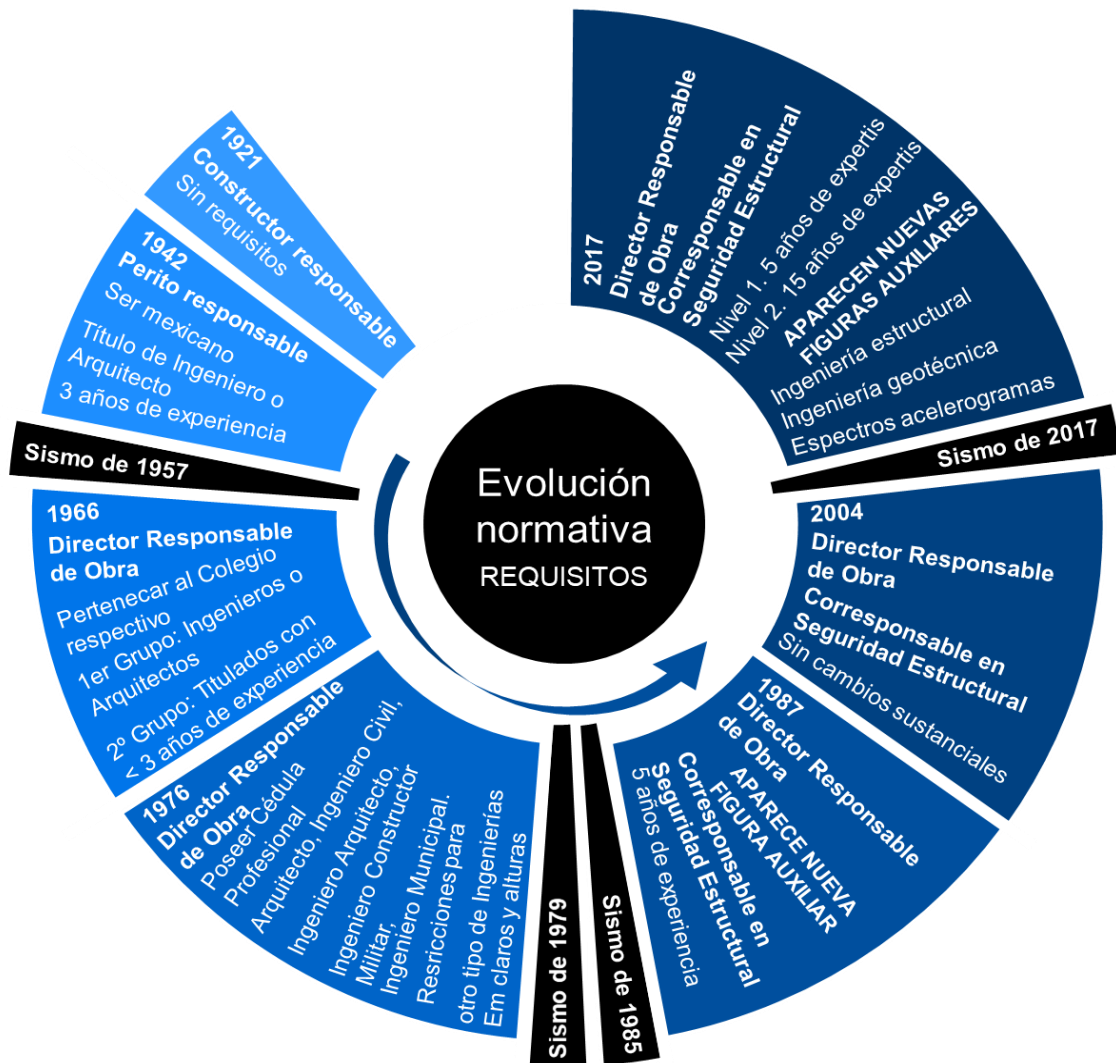 Evolución
normativa
REQUISITOS
1921
Constructor responsable
Sin requisitos
1942
Perito responsable
Ser mexicano
Título de Ingeniero o
Arquitecto
3 años de experiencia
Sismo de 1957
1966
Director Responsable
de Obra
Pertenecar al Colegio
respectivo
1er Grupo: Ingenieros o
Arquitectos
2º Grupo: Titulados con
< 3 años de experiencia
1976
Director Responsable
de Obra
Poseer Cédula
Profesional
Arquitecto, Ingeniero Civil,
Ingeniero Arquitecto,
Ingeniero Constructor
Militar,
Ingeniero Municipal.
Resricciones para
otro tipo de Ingenierías
Em claros y alturas
Sismo de 1979
Sismo de 1985
1987
Director Responsable
de Obra
APARECE NUEVA
FIGURA AUXILIAR
Corresponsable en
Seguridad Estructural
5 años de experiencia
2004
Director Responsable
de Obra
Corresponsable en
Seguridad Estructural
Sin cambios sustanciales
Sismo de 2017
2017
Director Responsable
de Obra
Corresponsable en
Seguridad Estructural
Nivel 1. 5 años de expertis
Nivel 2. 15 años de expertis
APARECEN NUEVAS
FIGURAS AUXILIARES
Ingeniería estructural
Ingeniería geotécnica
Espectros acelerogramas